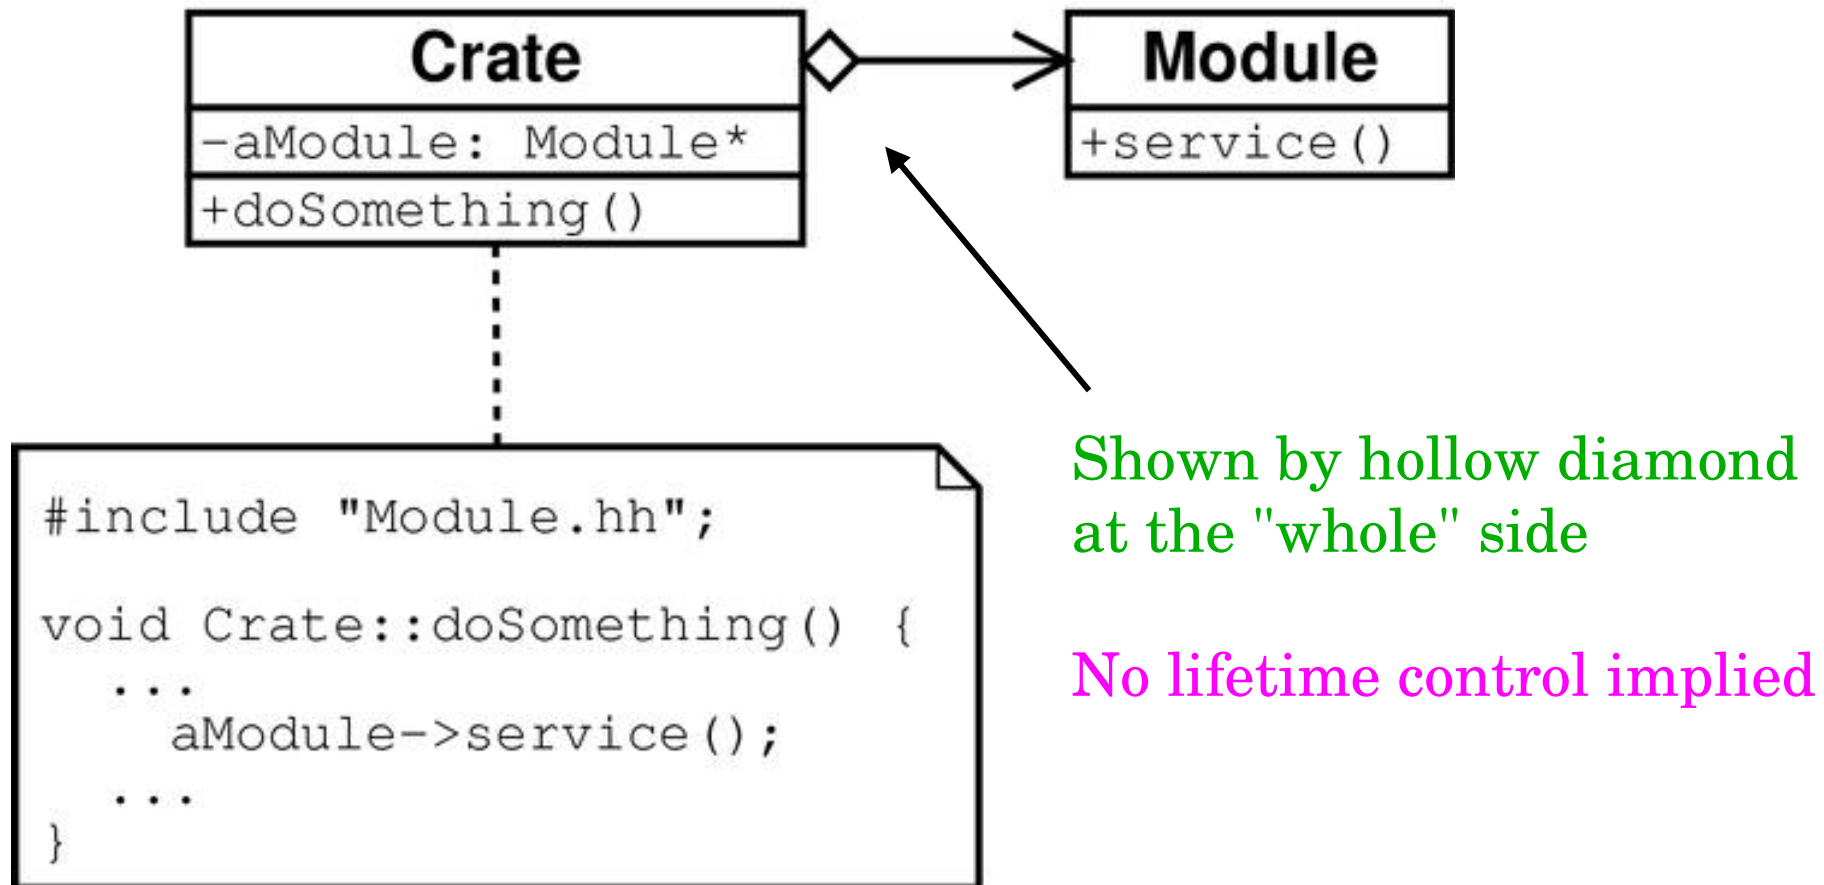 Crate
-aModule: Module*
+doSomething()
Module
+service()
#include "Module.hh";
void Crate::doSomething() {
...
aModule->service();
...
}
Shown by hollow diamond
at the "whole" side
No lifetime control implied